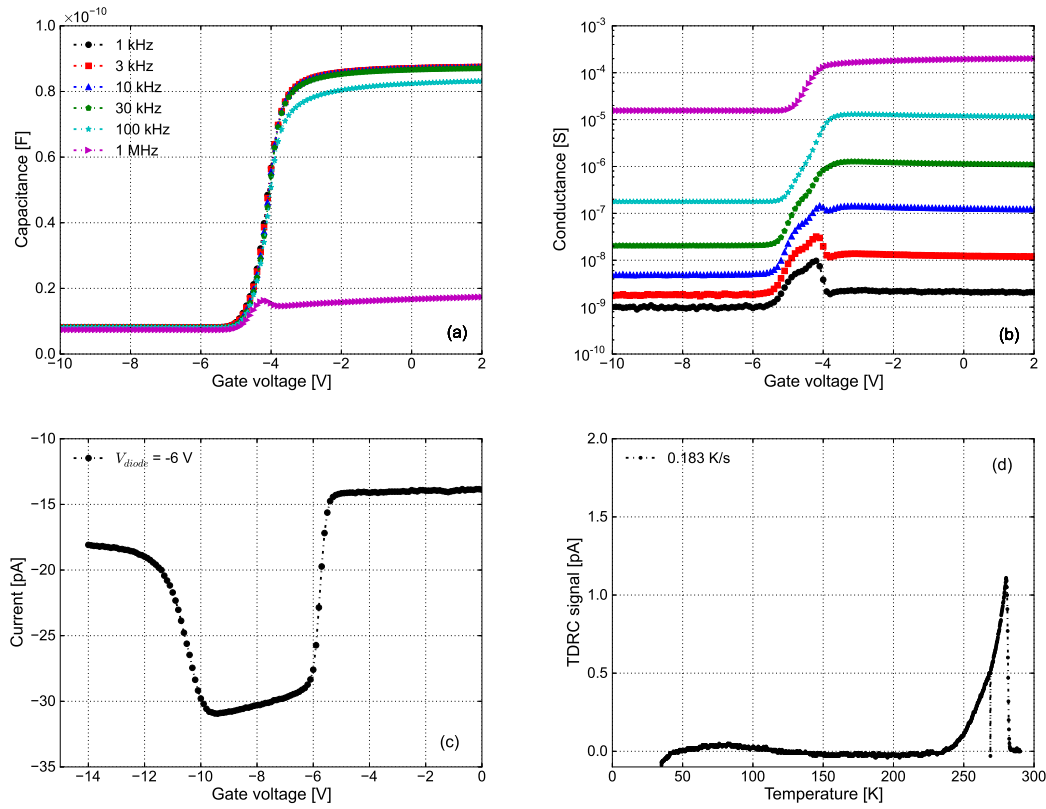 ×10⁻¹⁰
1.0
0.8
0.6
0.4
0.2
0.0
Capacitance [F]
1 kHz
3 kHz
10 kHz
30 kHz
100 kHz
1 MHz
(a)
−10 −8 −6 −4 −2 0 2
Gate voltage [V]
10⁻³
10⁻⁴
10⁻⁵
10⁻⁶
10⁻⁷
10⁻⁸
10⁻⁹
10⁻¹⁰
Conductance [S]
(b)
−10 −8 −6 −4 −2 0 2
Gate voltage [V]
−10
−15
−20
−25
−30
−35
Current [pA]
V_diode = -6 V
(c)
−14 −12 −10 −8 −6 −4 −2 0
Gate voltage [V]
2.0
1.5
1.0
0.5
0.0
TDRC signal [pA]
0.183 K/s
(d)
0 50 100 150 200 250 300
Temperature [K]